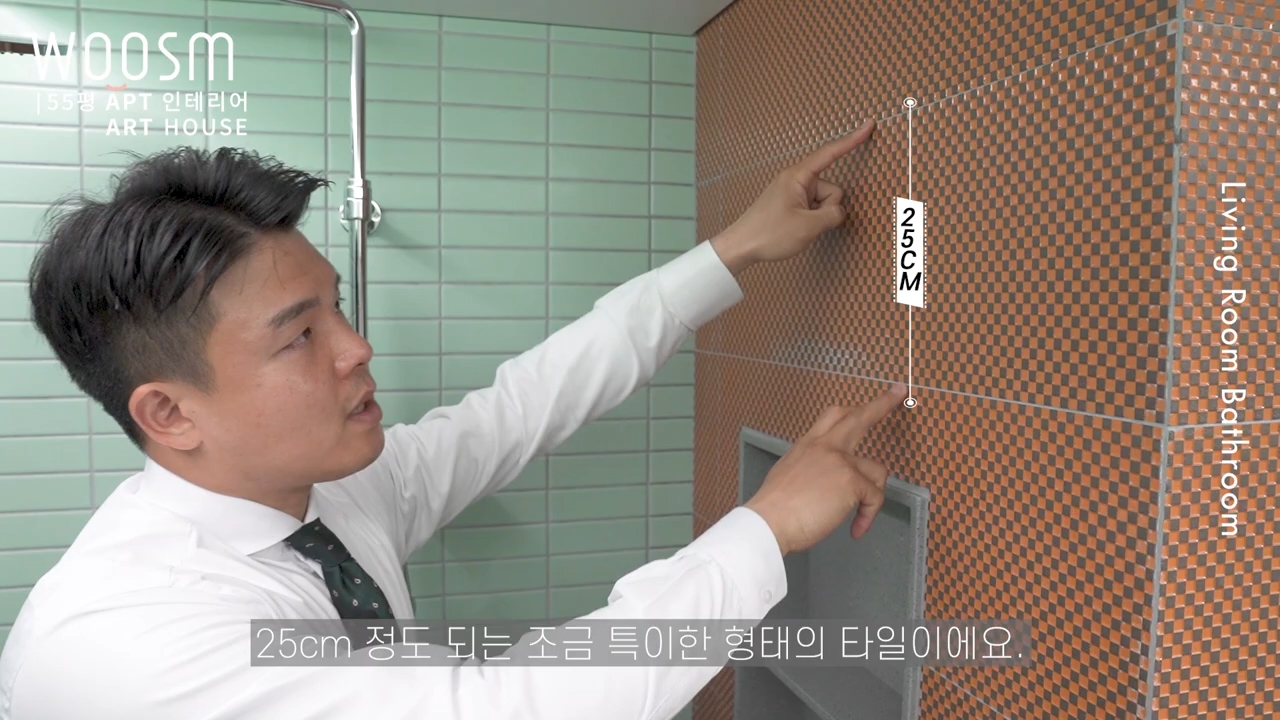 WOOSM
|55평 APT 인테리어
ART HOUSE
25CM
Living Room Bathroom
25cm 정도 되는 조금 특이한 형태의 타일이에요.